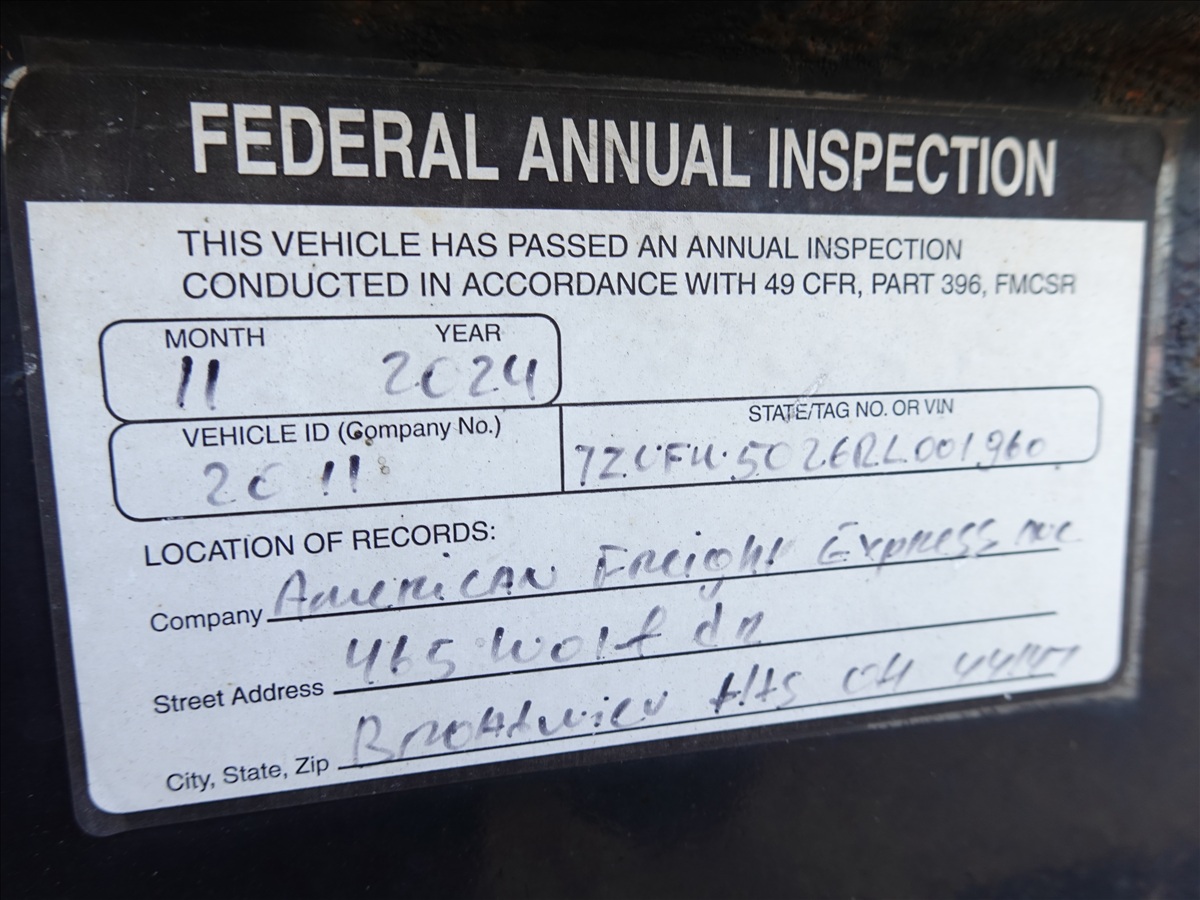 FEDERAL ANNUAL INSPECTION
THIS VEHICLE HAS PASSED AN ANNUAL INSPECTION
CONDUCTED IN ACCORDANCE WITH 49 CFR, PART 396, FMCSR
MONTH YEAR
11 2024
VEHICLE ID (Company No.) STATE/TAG NO. OR VIN
2011
LOCATION OF RECORDS:
Company American Freight Express inc
Street Address 465 Wolf dr
City, State, Zip Broadview Hts OH 44147